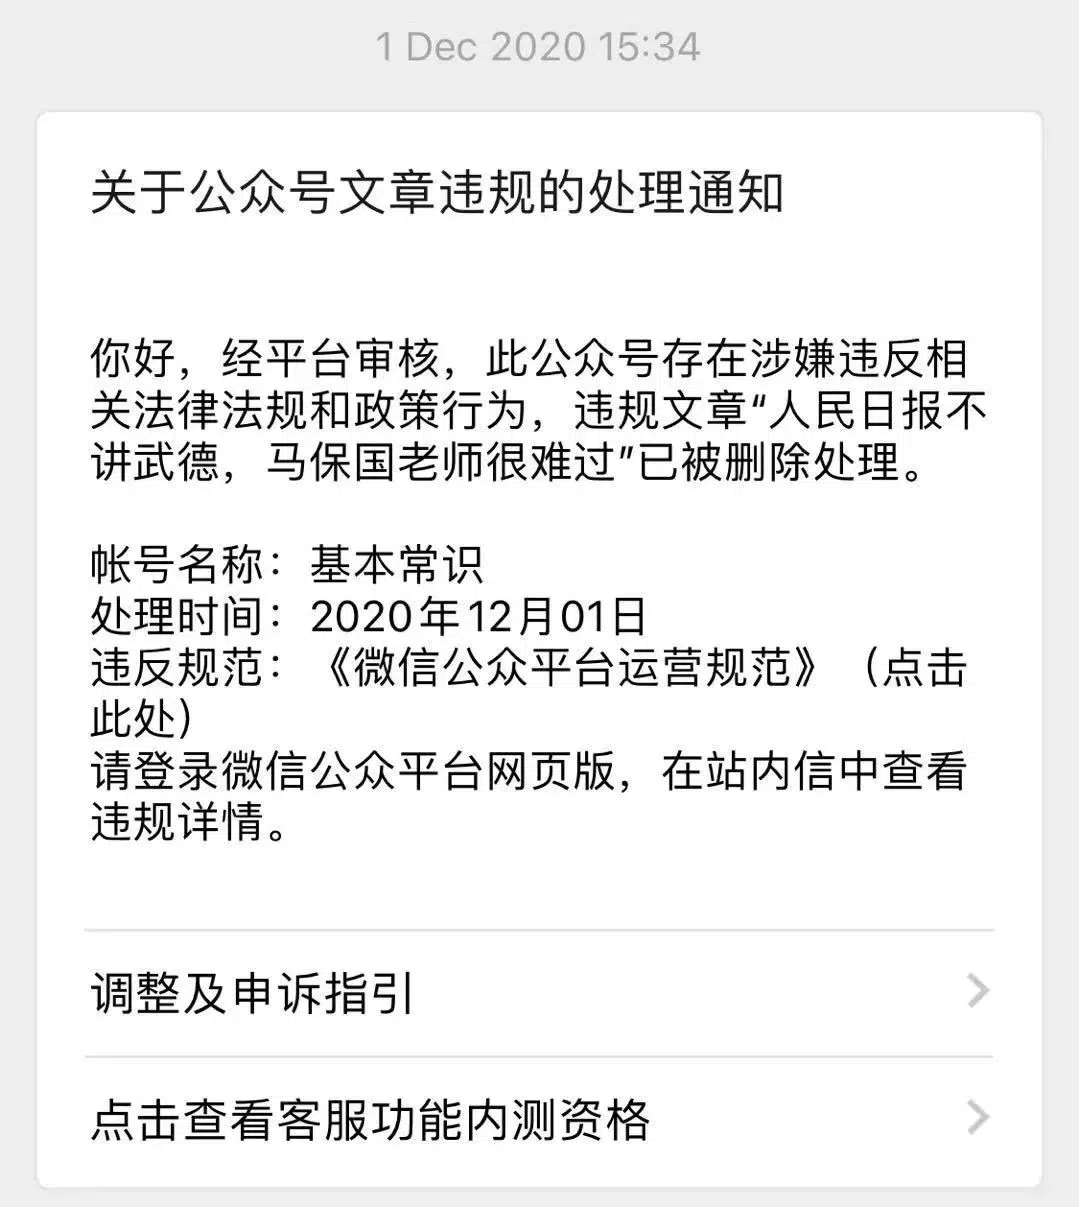 1 Dec 2020 15:34
关于公众号文章违规的处理通知
你好，经平台审核，此公众号存在涉嫌违反相
关法律法规和政策行为，违规文章“人民日报不
讲武德，马保国老师很难过”已被删除处理。
帐号名称：基本常识
处理时间：2020年12月01日
违反规范：《微信公众平台运营规范》（点击
此处）
请登录微信公众平台网页版，在站内信中查看
违规详情。
调整及申诉指引
点击查看客服功能内测资格